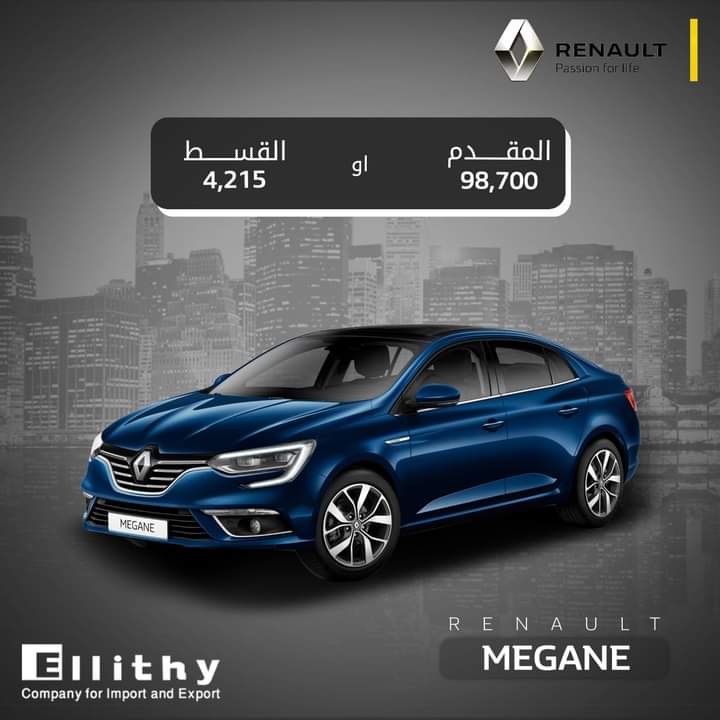 RENAULT
Passion for life
المقدم
98,700
او
القسط
4,215
MEGANE
RENAULT
MEGANE
Ellithy
Company for Import and Export